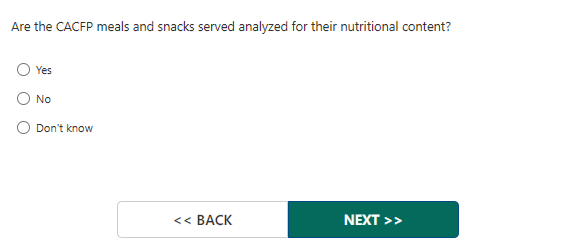 Are the CACFP meals and snacks served analyzed for their nutritional content?
Yes
No
Don't know
<< BACK
NEXT >>